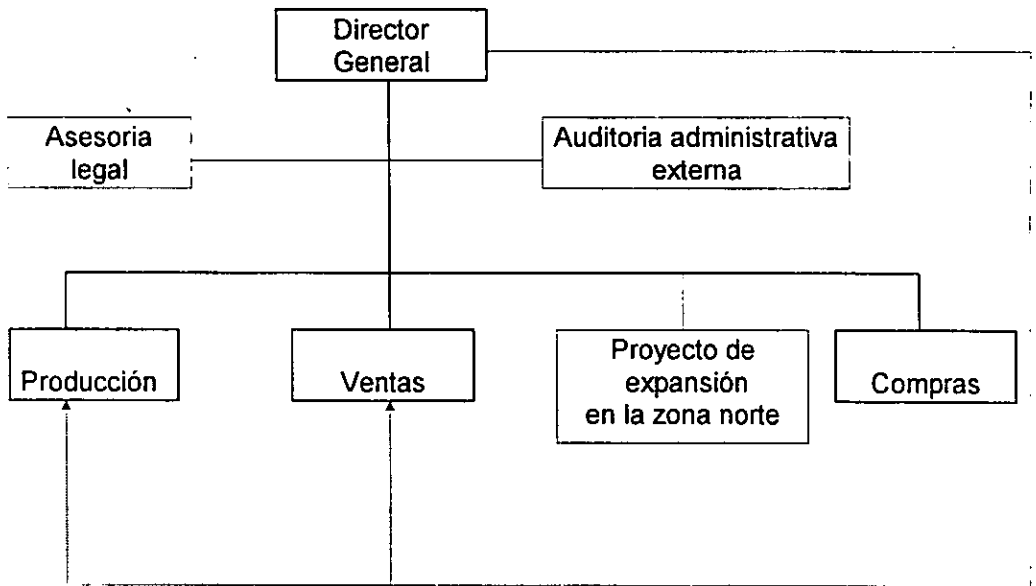 Director
General
Asesoria
legal
Auditoria administrativa
externa
Producción
Ventas
Proyecto de
expansión
en la zona norte
Compras